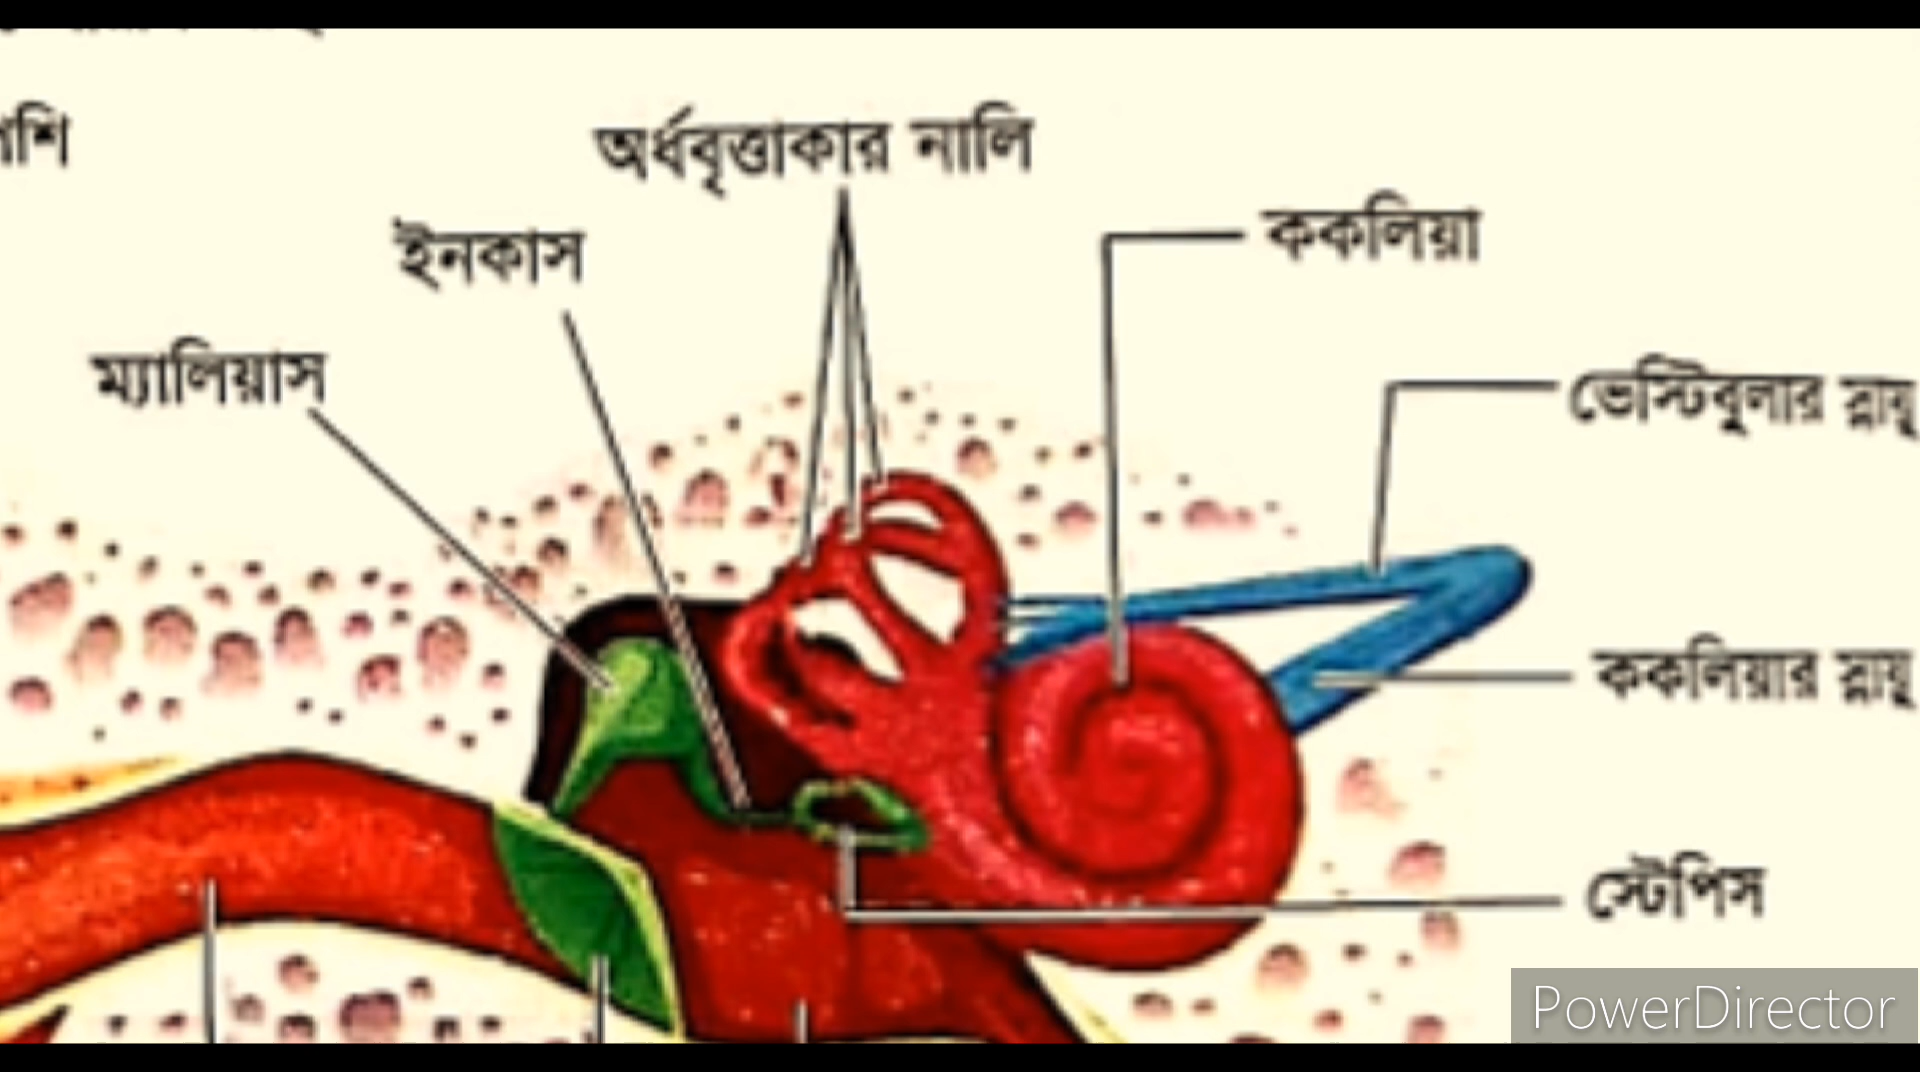 অর্ধবৃত্তাকার নালি
ককলিয়া
ইনকাস
ম্যালিয়াস
ভেস্টিবুলার স্নায়ু
ককলিয়ার স্নায়ু
স্টেপিস
PowerDirector